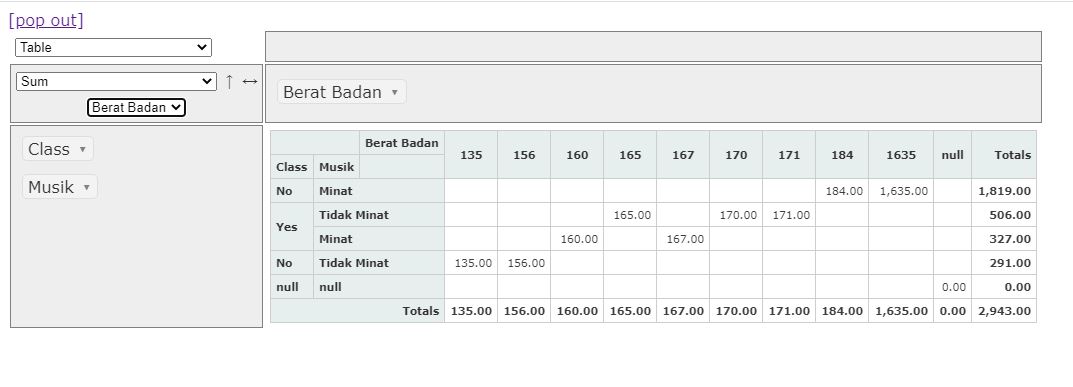 [pop out]
Table
Sum ↑ ↔
Berat Badan
Berat Badan ▾
Class ▾
Musik ▾
Berat Badan 135 156 160 165 167 170 171 184 1635 null Totals
Class Musik
No Minat 184.00 1,635.00 1,819.00
Yes Tidak Minat 165.00 170.00 171.00 506.00
Minat 160.00 167.00 327.00
No Tidak Minat 135.00 156.00 291.00
null null 0.00 0.00
Totals 135.00 156.00 160.00 165.00 167.00 170.00 171.00 184.00 1,635.00 0.00 2,943.00